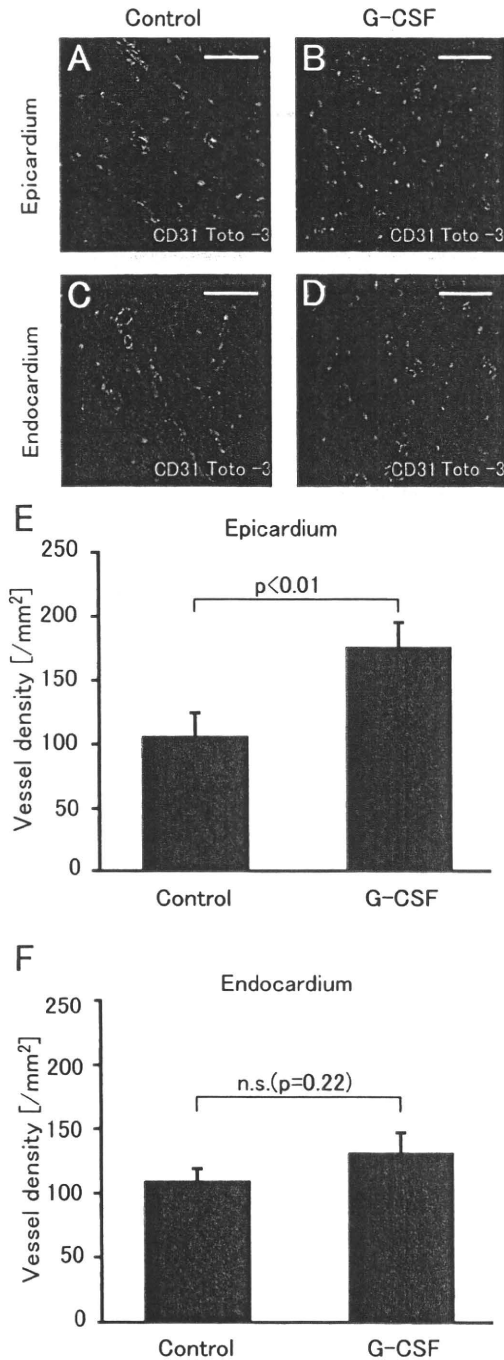 Control G-CSF
Epicardium
A
CD31 Toto -3
B
CD31 Toto -3
Endocardium
C
CD31 Toto -3
D
CD31 Toto -3
E
Epicardium
Vessel density [/mm²]
250
200
150
100
50
0
p<0.01
Control G-CSF
F
Endocardium
Vessel density [/mm²]
250
200
150
100
50
0
n.s.(p=0.22)
Control G-CSF